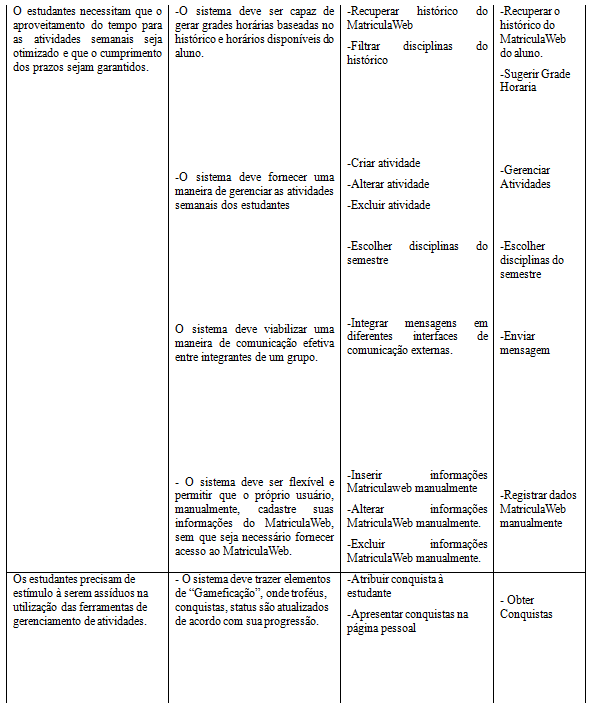 O estudantes necessitam que o
aproveitamento do tempo para
as atividades semanais seja
otimizado e que o cumprimento
dos prazos sejam garantidos.
-O sistema deve ser capaz de
gerar grades horárias baseadas no
histórico e horários disponíveis do
aluno.
-Recuperar histórico do
MatriculaWeb
-Filtrar disciplinas do
histórico
-Recuperar o
histórico do
MatriculaWeb
do aluno.
-Sugerir Grade
Horaria
-O sistema deve fornecer uma
maneira de gerenciar as atividades
semanais dos estudantes
-Criar atividade
-Alterar atividade
-Excluir atividade
-Gerenciar
Atividades
-Escolher disciplinas do
semestre
-Escolher
disciplinas do
semestre
O sistema deve viabilizar uma
maneira de comunicação efetiva
entre integrantes de um grupo.
-Integrar mensagens em
diferentes interfaces de
comunicação externas.
-Enviar
mensagem
- O sistema deve ser flexível e
permitir que o próprio usuário,
manualmente, cadastre suas
informações do MatriculaWeb,
sem que seja necessário fornecer
acesso ao MatriculaWeb.
-Inserir informações
Matriculaweb manualmente
-Alterar informações
MatriculaWeb manualmente.
-Excluir informações
MatriculaWeb manualmente.
-Registrar dados
MatriculaWeb
manualmente
Os estudantes precisam de
estímulo à serem assíduos na
utilização das ferramentas de
gerenciamento de atividades.
- O sistema deve trazer elementos
de “Gameficação”, onde troféus,
conquistas, status são atualizados
de acordo com sua progressão.
-Atribuir conquista à
estudante
-Apresentar conquistas na
página pessoal
- Obter
Conquistas